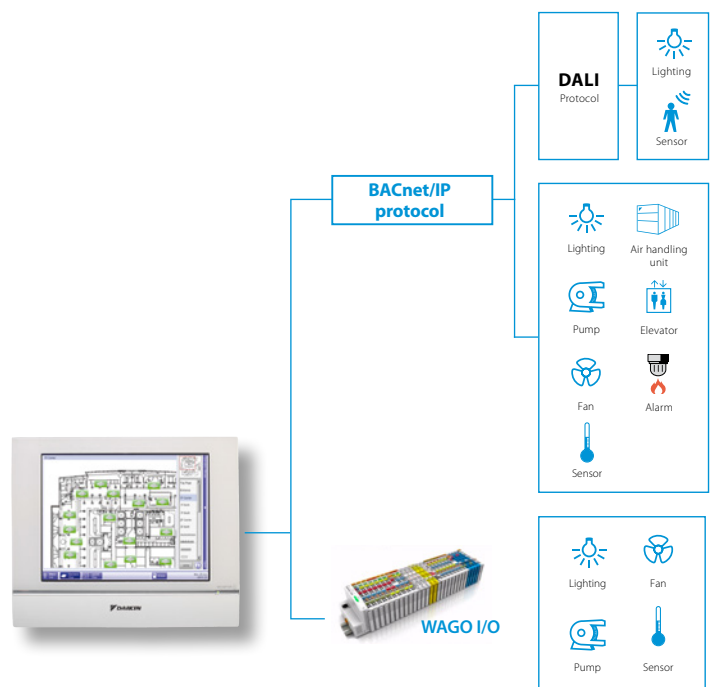 DALI
Protocol
Lighting
Sensor
BACnet/IP
protocol
Lighting
Air handling
unit
Pump
Elevator
Fan
Alarm
Sensor
DAIKIN
WAGO I/O
Lighting
Fan
Pump
Sensor